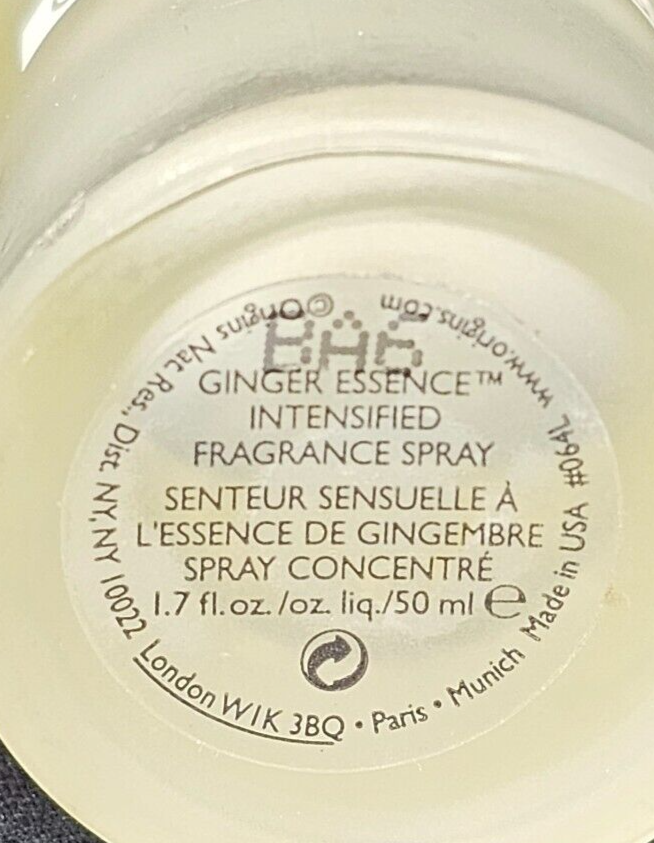 BA6
GINGER ESSENCE™
INTENSIFIED
FRAGRANCE SPRAY
SENTEUR SENSUELLE À
L'ESSENCE DE GINGEMBRE
SPRAY CONCENTRÉ
1.7 fl.oz./oz. liq./50 ml ℮
©Origins Nat. Res., Dist. NY, NY 10022 London W1K 3BQ • Paris • Munich Made in USA #064L www.origins.com